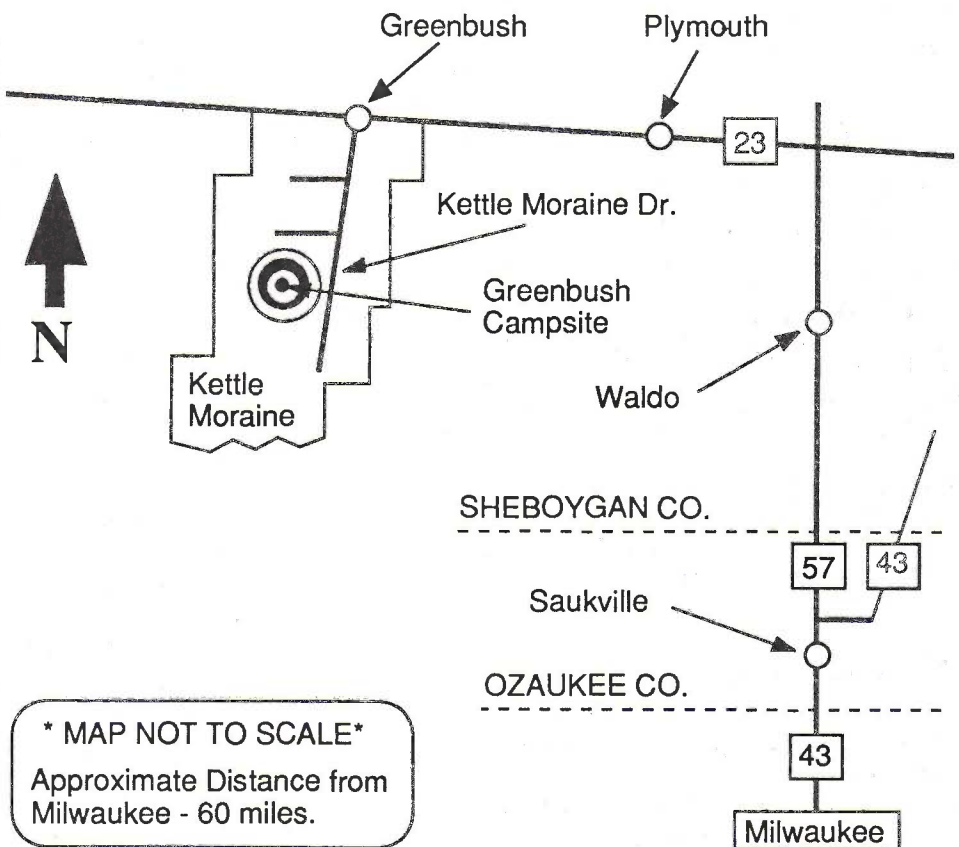 Greenbush
Plymouth
23
Kettle Moraine Dr.
Greenbush
Campsite
N
Kettle
Moraine
Waldo
SHEBOYGAN CO.
57
43
Saukville
OZAUKEE CO.
* MAP NOT TO SCALE*
Approximate Distance from
Milwaukee - 60 miles.
43
Milwaukee